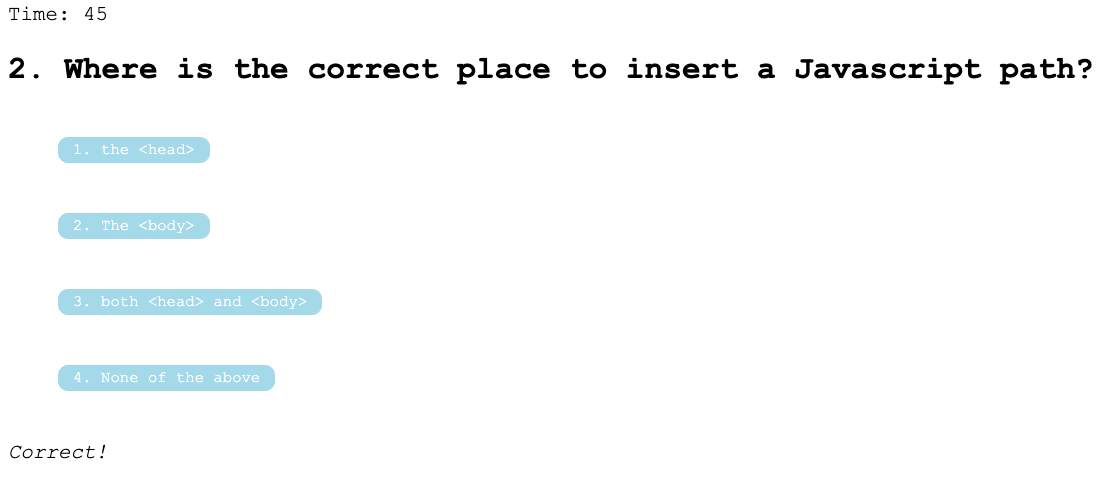 Time: 45
2. Where is the correct place to insert a Javascript path?
1. the <head>
2. The <body>
3. both <head> and <body>
4. None of the above
Correct!